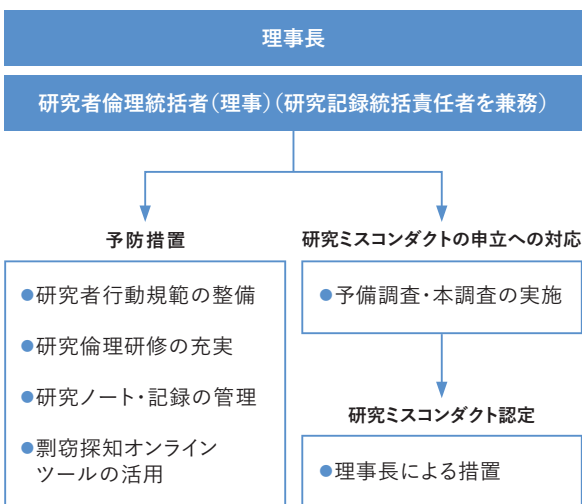 理事長
研究者倫理統括者（理事）（研究記録統括責任者を兼務）
予防措置
●研究者行動規範の整備
●研究倫理研修の充実
●研究ノート・記録の管理
●剽窃探知オンライン
ツールの活用
研究ミスコンダクトの申立への対応
●予備調査・本調査の実施
研究ミスコンダクト認定
●理事長による措置